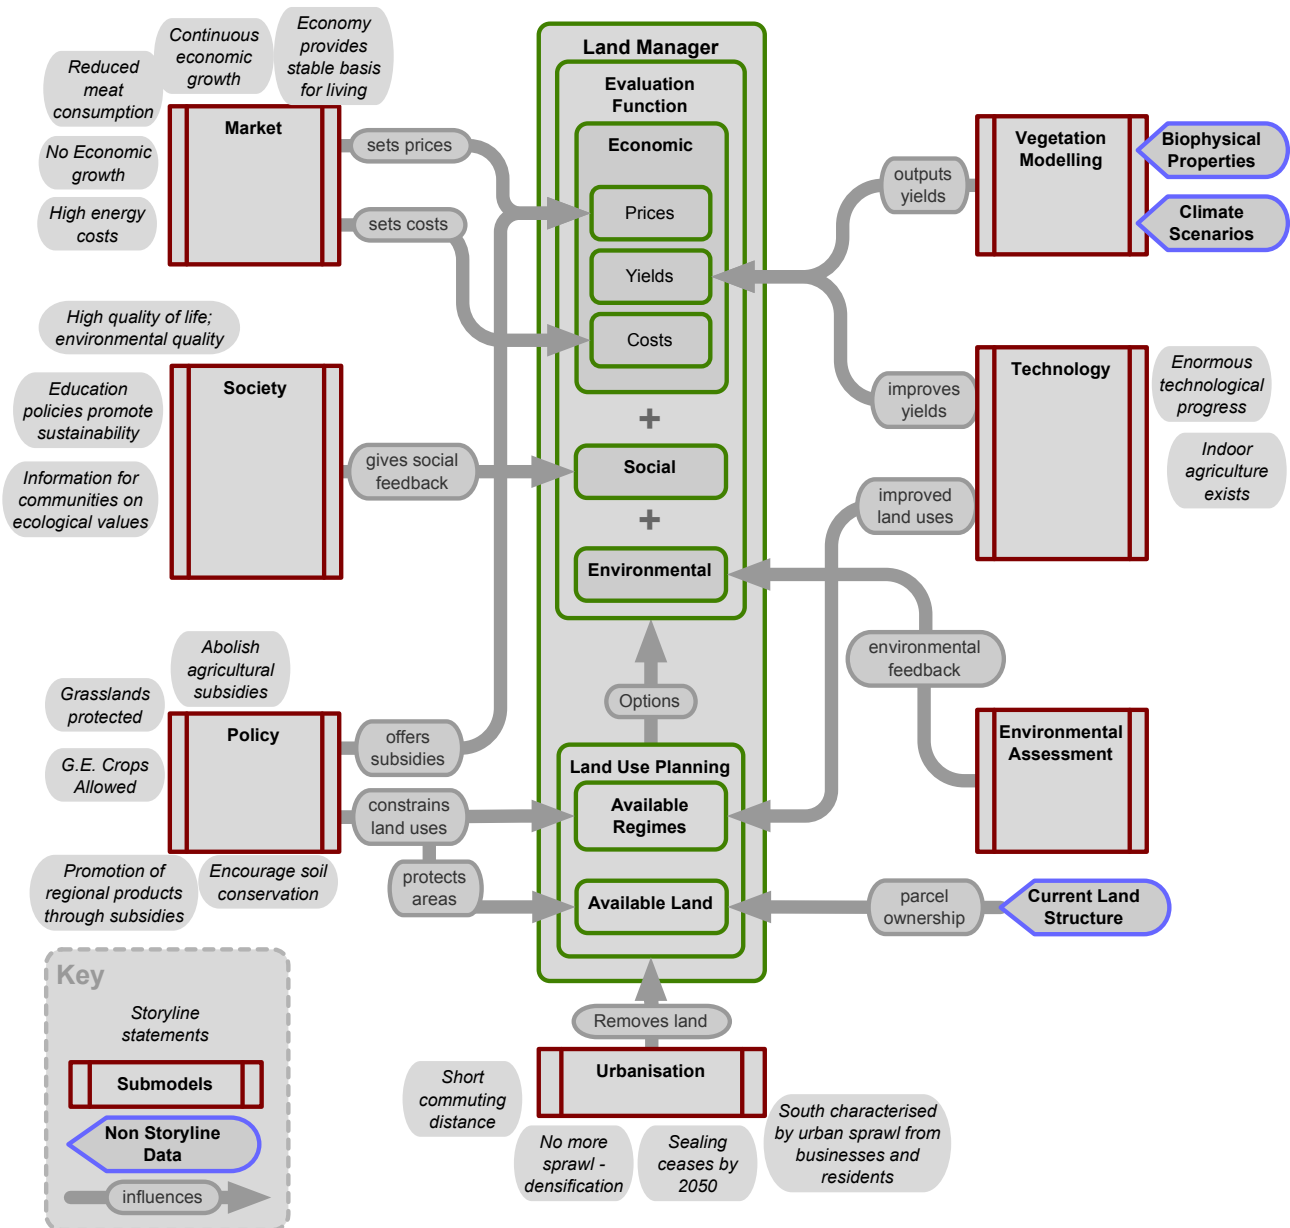 Reduced
meat
consumption
Continuous
economic
growth
Economy
provides
stable basis
for living
No Economic
growth
High energy
costs
Market
sets prices
sets costs
High quality of life;
environmental quality
Education
policies promote
sustainability
Information for
communities on
ecological values
Society
gives social
feedback
Abolish
agricultural
subsidies
Grasslands
protected
G.E. Crops
Allowed
Promotion of
regional products
through subsidies
Encourage soil
conservation
Policy
offers
subsidies
constrains
land uses
protects
areas
Land Manager
Evaluation
Function
Economic
Prices
Yields
Costs
+
Social
+
Environmental
Options
Land Use Planning
Available
Regimes
Available Land
Removes land
Urbanisation
Short
commuting
distance
No more
sprawl -
densification
Sealing
ceases by
2050
South characterised
by urban sprawl from
businesses and
residents
outputs
yields
Vegetation
Modelling
Biophysical
Properties
Climate
Scenarios
improves
yields
improved
land uses
Technology
Enormous
technological
progress
Indoor
agriculture
exists
environmental
feedback
Environmental
Assessment
parcel
ownership
Current Land
Structure
Key
Storyline
statements
Submodels
Non Storyline
Data
influences